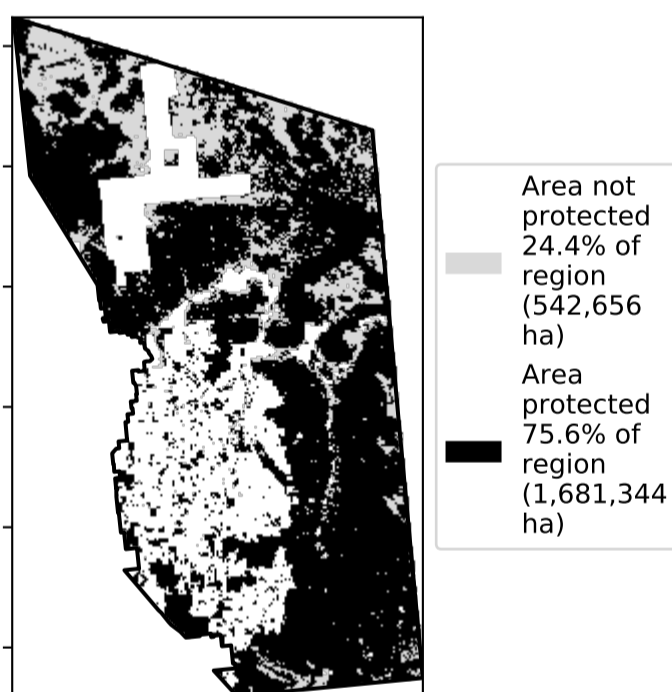 Area not
protected
24.4% of
region
(542,656
ha)
Area
protected
75.6% of
region
(1,681,344
ha)